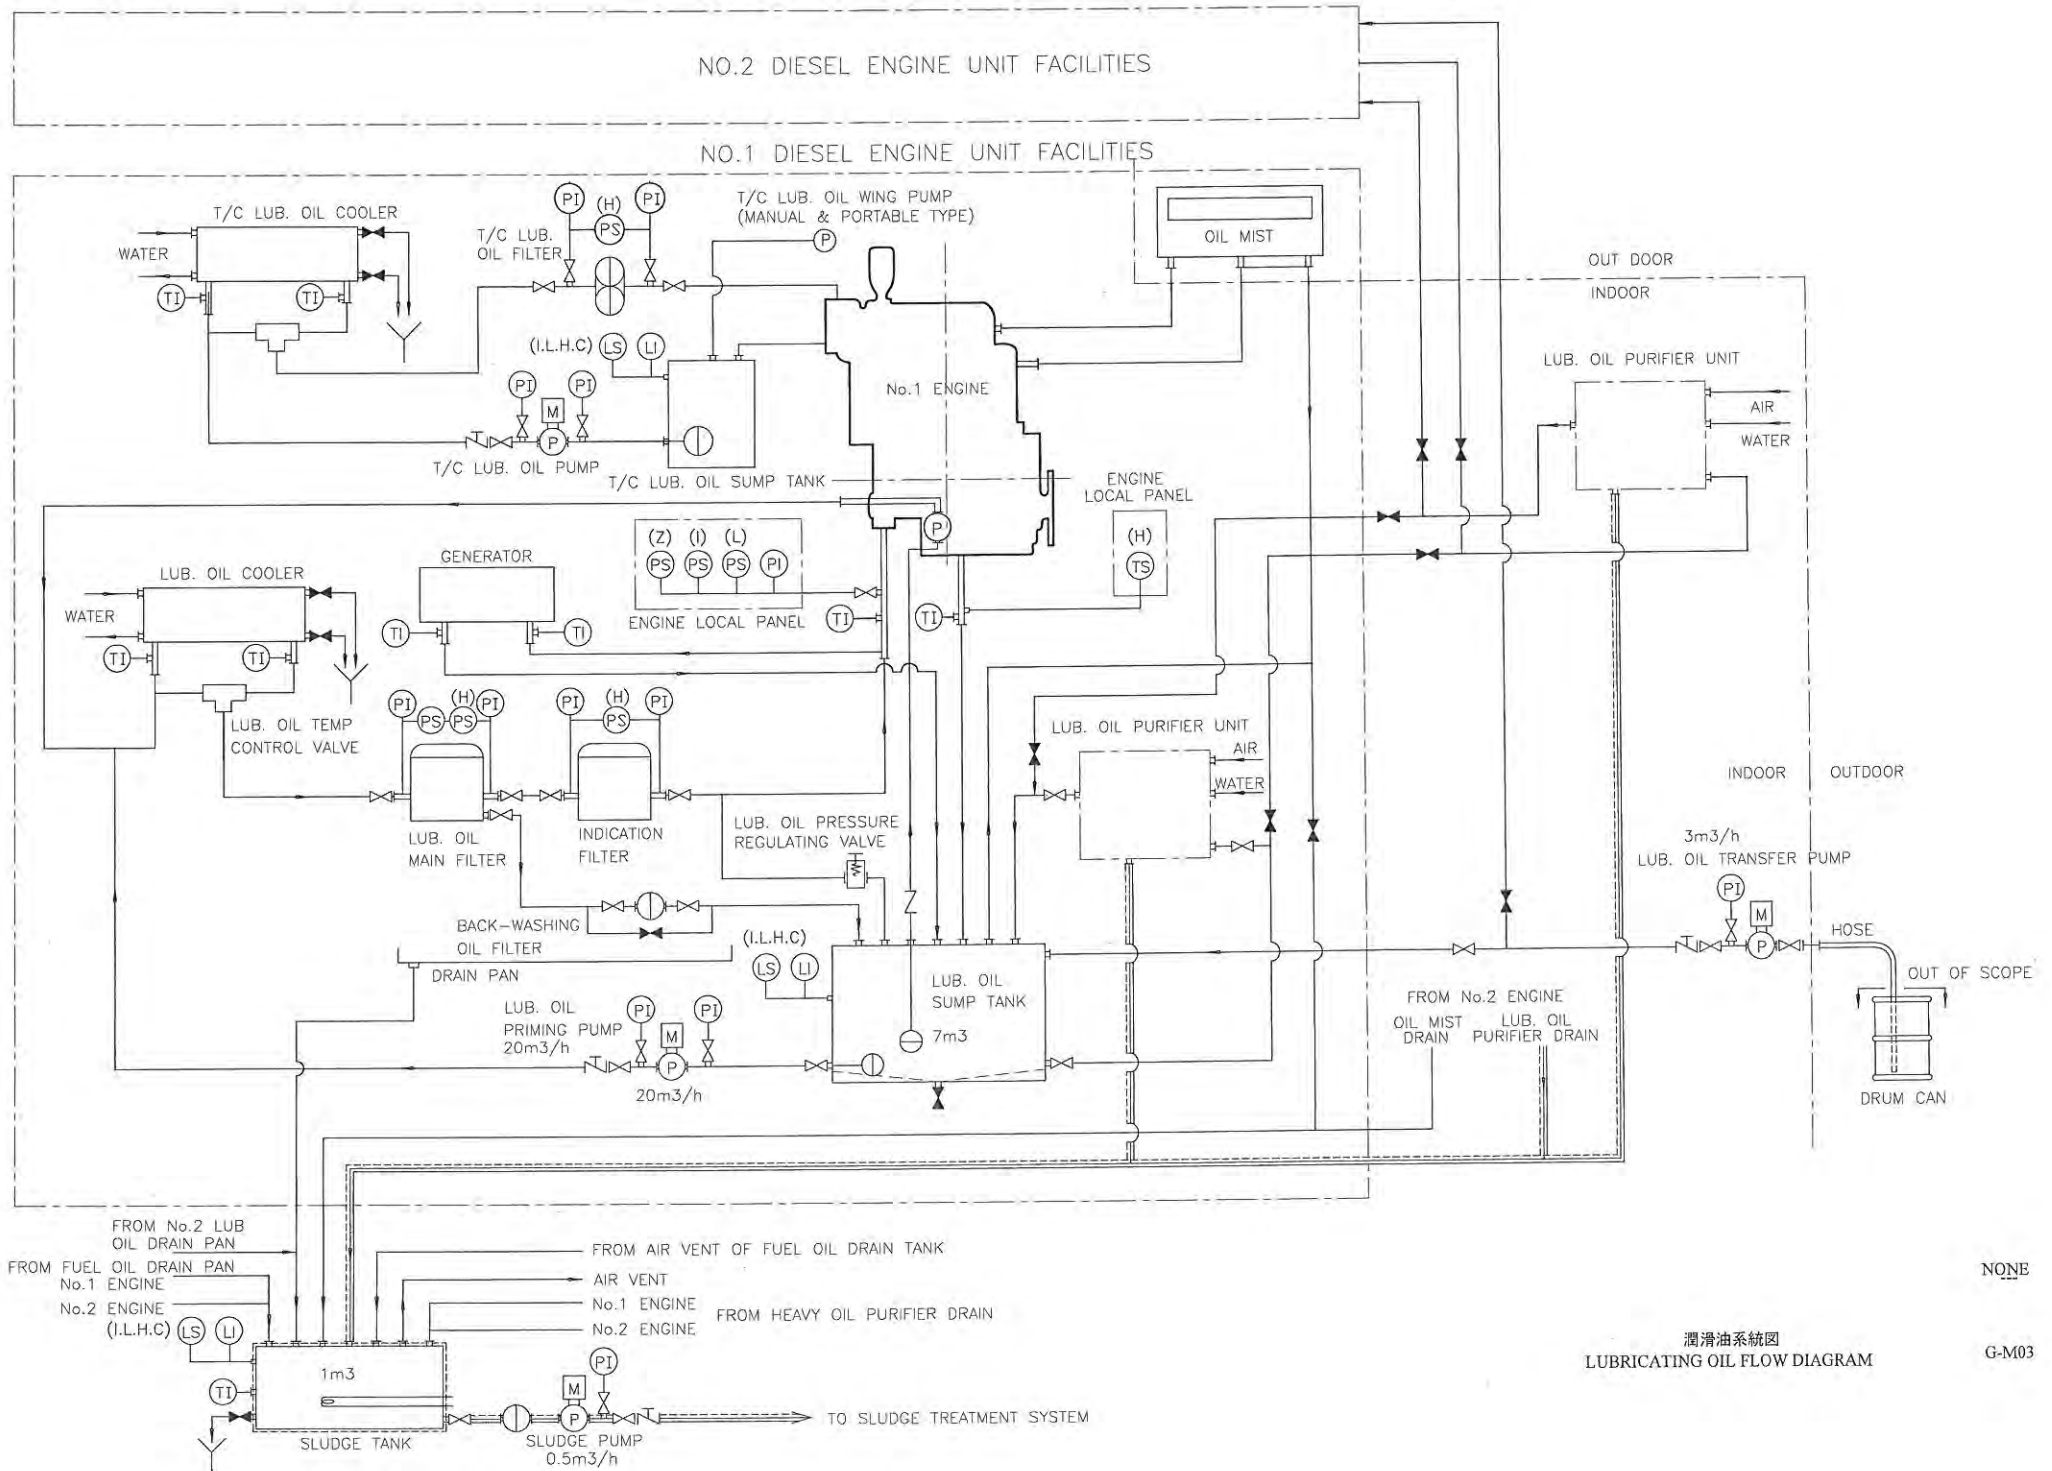 NO.2 DIESEL ENGINE UNIT FACILITIES
NO.1 DIESEL ENGINE UNIT FACILITIES
T/C LUB. OIL COOLER
WATER
TI
TI
T/C LUB.
OIL FILTER
PI
(H)
PS
PI
T/C LUB. OIL WING PUMP
(MANUAL & PORTABLE TYPE)
P
OIL MIST
OUT DOOR
INDOOR
(I.L.H.C)
LS
LI
PI
M
P
PI
T/C LUB. OIL PUMP
T/C LUB. OIL SUMP TANK
No.1 ENGINE
P
LUB. OIL PURIFIER UNIT
AIR
WATER
ENGINE
LOCAL PANEL
(H)
TS
(Z)
(I)
(L)
PS
PS
PS
PI
ENGINE LOCAL PANEL
TI
TI
GENERATOR
TI
TI
LUB. OIL COOLER
WATER
TI
TI
LUB. OIL TEMP
CONTROL VALVE
PI
PS
(H)
PS
PI
LUB. OIL
MAIN FILTER
PI
(H)
PS
PI
INDICATION
FILTER
LUB. OIL PRESSURE
REGULATING VALVE
LUB. OIL PURIFIER UNIT
AIR
WATER
INDOOR
OUTDOOR
3m3/h
LUB. OIL TRANSFER PUMP
PI
M
P
HOSE
OUT OF SCOPE
DRUM CAN
BACK-WASHING
OIL FILTER
DRAIN PAN
(I.L.H.C)
LS
LI
LUB. OIL
SUMP TANK
7m3
LUB. OIL
PRIMING PUMP
20m3/h
PI
M
P
PI
20m3/h
FROM No.2 ENGINE
OIL MIST
DRAIN
LUB. OIL
PURIFIER DRAIN
FROM No.2 LUB
OIL DRAIN PAN
FROM FUEL OIL DRAIN PAN
No.1 ENGINE
No.2 ENGINE
(I.L.H.C)
LS
LI
TI
1m3
SLUDGE TANK
FROM AIR VENT OF FUEL OIL DRAIN TANK
AIR VENT
No.1 ENGINE
FROM HEAVY OIL PURIFIER DRAIN
No.2 ENGINE
PI
M
P
SLUDGE PUMP
0.5m3/h
TO SLUDGE TREATMENT SYSTEM
NONE
潤滑油系統図
LUBRICATING OIL FLOW DIAGRAM
G-M03